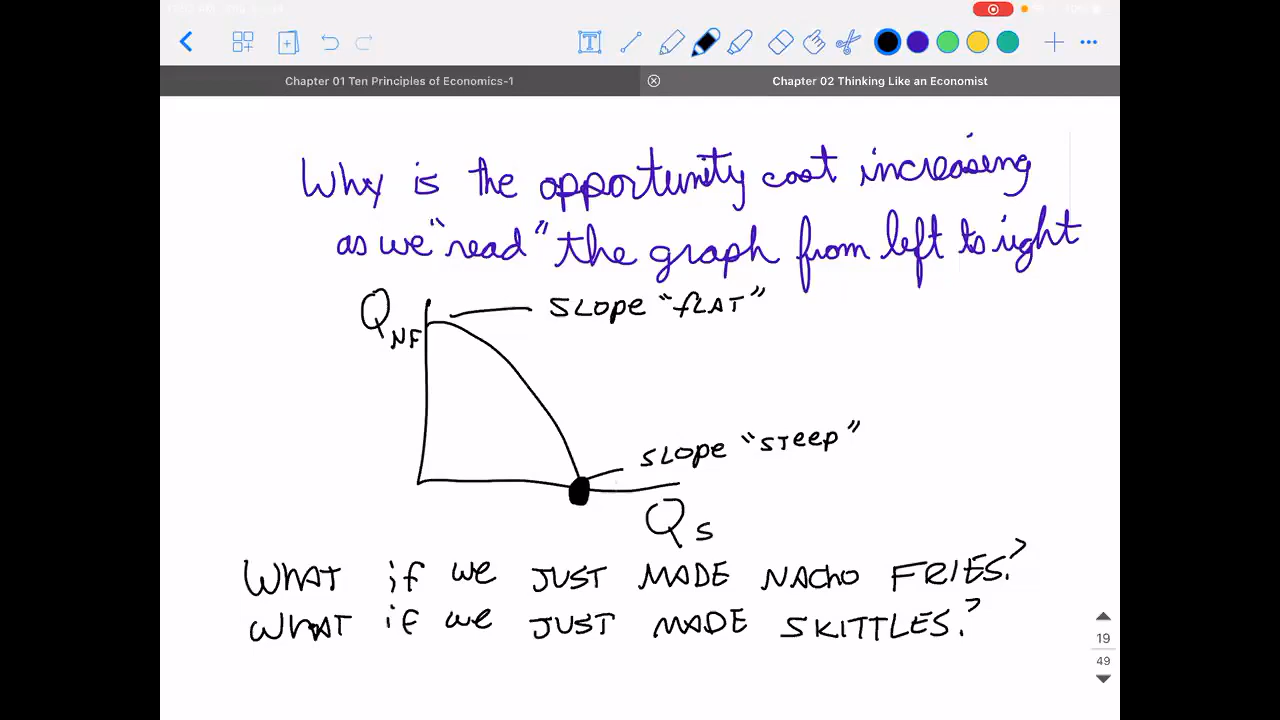 Chapter 01 Ten Principles of Economics-1
Chapter 02 Thinking Like an Economist
Why is the opportunity cost increasing
as we "read" the graph from left to right
Q NF
SLOPE "FLAT"
SLOPE "STEEP"
Q S
WHAT if we JUST MADE NACHO FRIES?
WHAT if we JUST MADE SKITTLES?
19
49